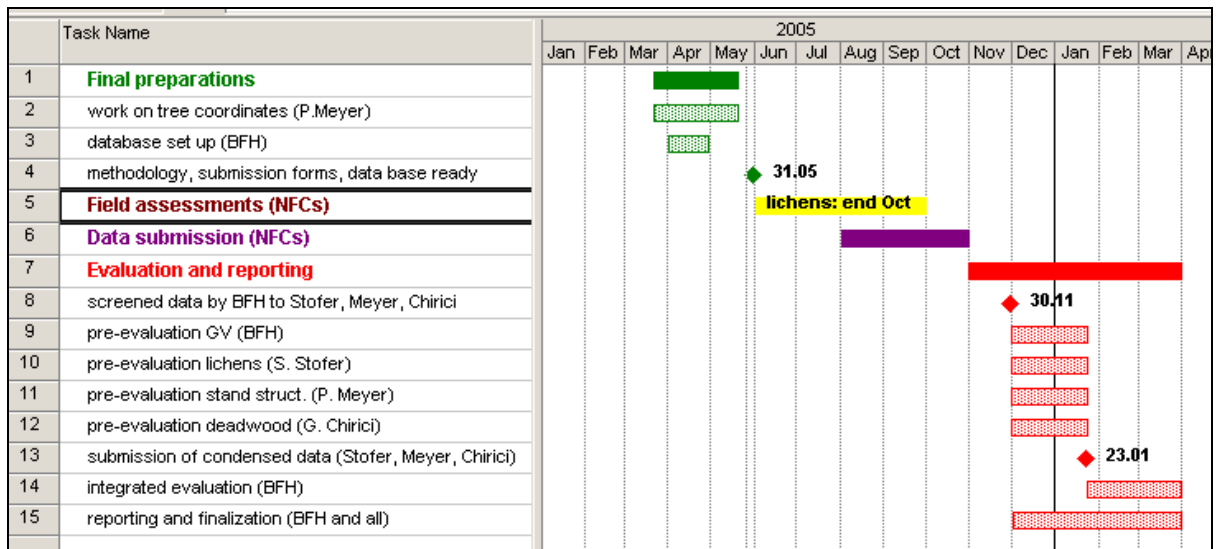 Task Name
2005
Jan Feb Mar Apr May Jun Jul Aug Sep Oct Nov Dec Jan Feb Mar Apr
1 Final preparations
2 work on tree coordinates (P.Meyer)
3 database set up (BFH)
4 methodology, submission forms, data base ready 31.05
5 Field assessments (NFCs) lichens: end Oct
6 Data submission (NFCs)
7 Evaluation and reporting
8 screened data by BFH to Stofer, Meyer, Chirici 30.11
9 pre-evaluation GV (BFH)
10 pre-evaluation lichens (S. Stofer)
11 pre-evaluation stand struct. (P. Meyer)
12 pre-evaluation deadwood (G. Chirici)
13 submission of condensed data (Stofer, Meyer, Chirici) 23.01
14 integrated evaluation (BFH)
15 reporting and finalization (BFH and all)